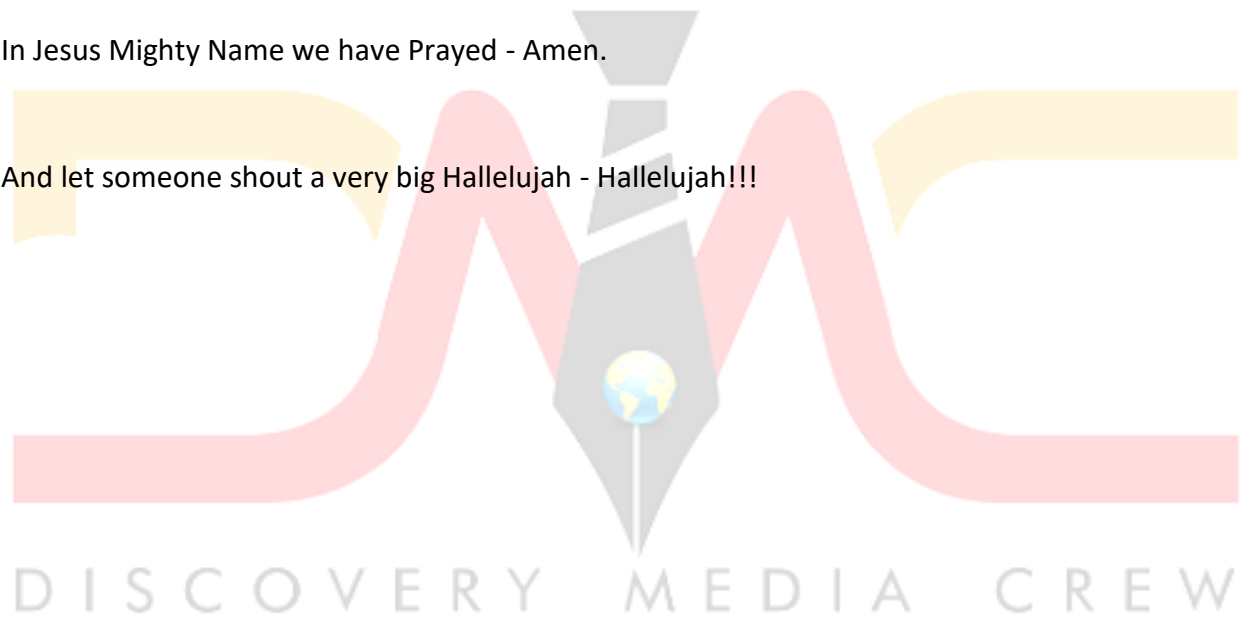 In Jesus Mighty Name we have Prayed - Amen.
And let someone shout a very big Hallelujah - Hallelujah!!!
DMC
DISCOVERY MEDIA CREW